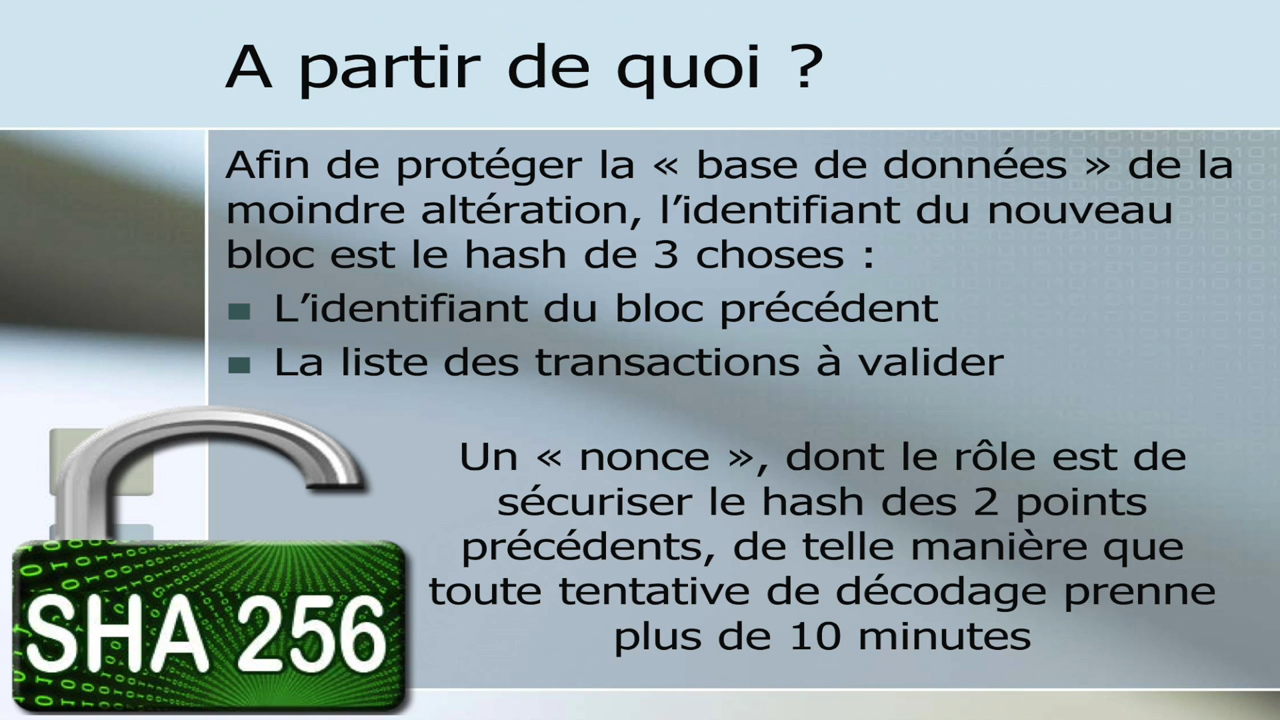 A partir de quoi ?
Afin de protéger la « base de données » de la
moindre altération, l’identifiant du nouveau
bloc est le hash de 3 choses :
L’identifiant du bloc précédent
La liste des transactions à valider
Un « nonce », dont le rôle est de
sécuriser le hash des 2 points
précédents, de telle manière que
toute tentative de décodage prenne
plus de 10 minutes
SHA 256